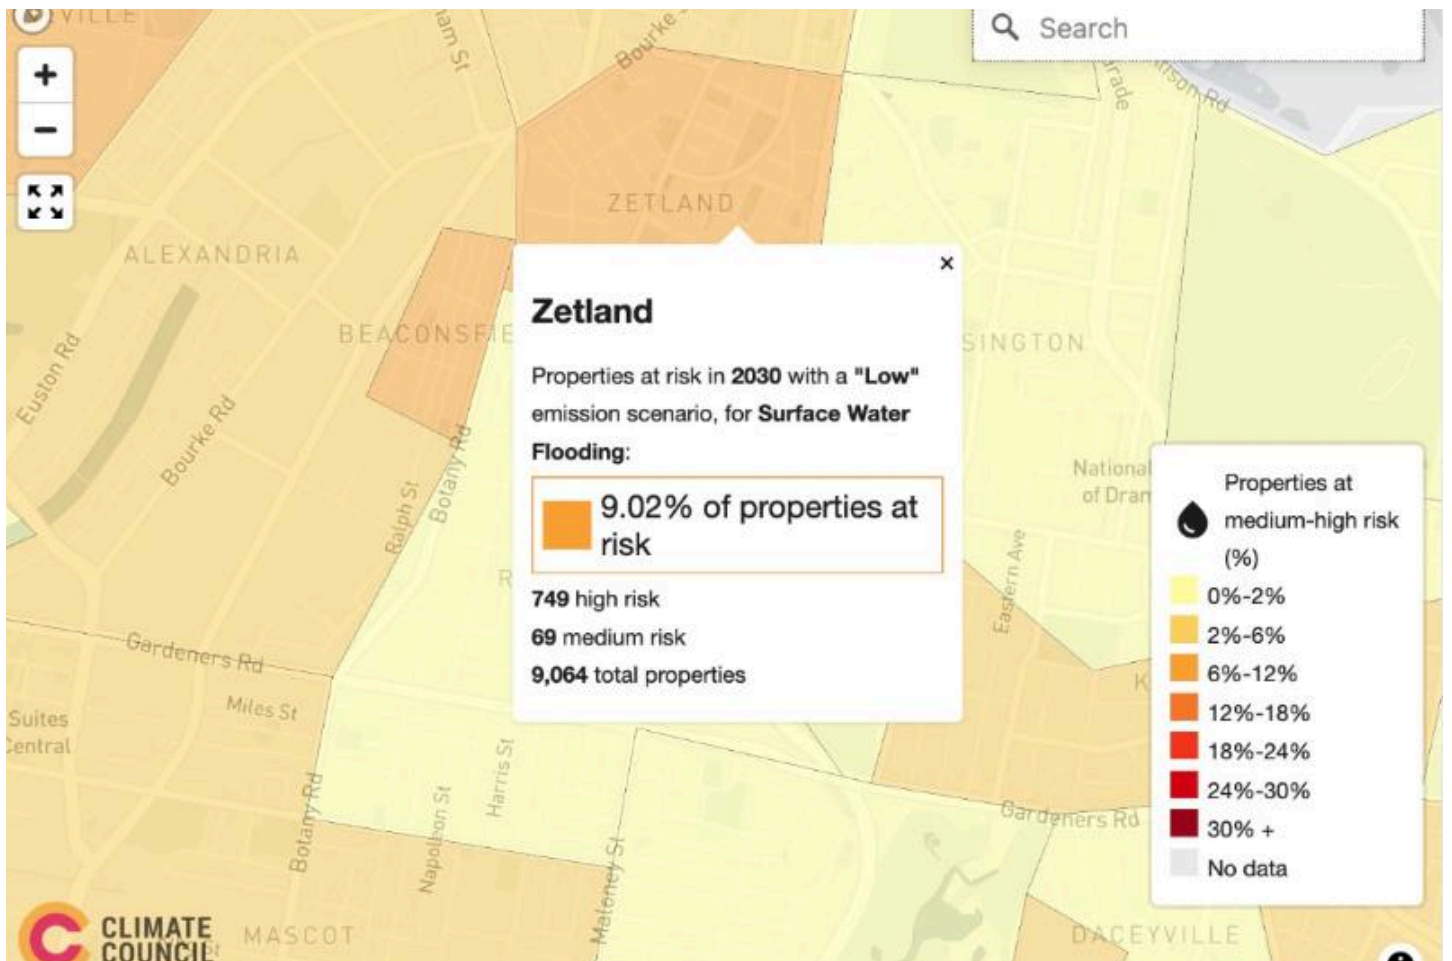 Search
ALEXANDRIA
ZETLAND
Bourke
Euston Rd
Bourke Rd
Ralph St
Botany Rd
Gardeners Rd
Miles St
Suites
Central
Botany Rd
Napoleon St
Harris St
Maloney St
MASCOT
Eastern Ave
Gardeners Rd
DACEYVILLE
National
of Dram
Zetland
Properties at risk in 2030 with a "Low"
emission scenario, for Surface Water
Flooding:
9.02% of properties at
risk
749 high risk
69 medium risk
9,064 total properties
Properties at
medium-high risk
(%)
0%-2%
2%-6%
6%-12%
12%-18%
18%-24%
24%-30%
30% +
No data
CLIMATE
COUNCIL